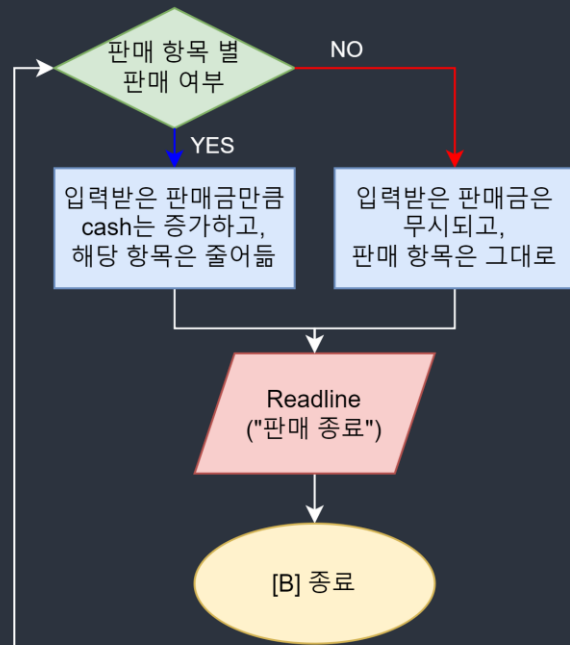 판매 항목 별
판매 여부
NO
YES
입력받은 판매금만큼
cash는 증가하고,
해당 항목은 줄어듦
입력받은 판매금은
무시되고,
판매 항목은 그대로
Readline
("판매 종료")
[B] 종료